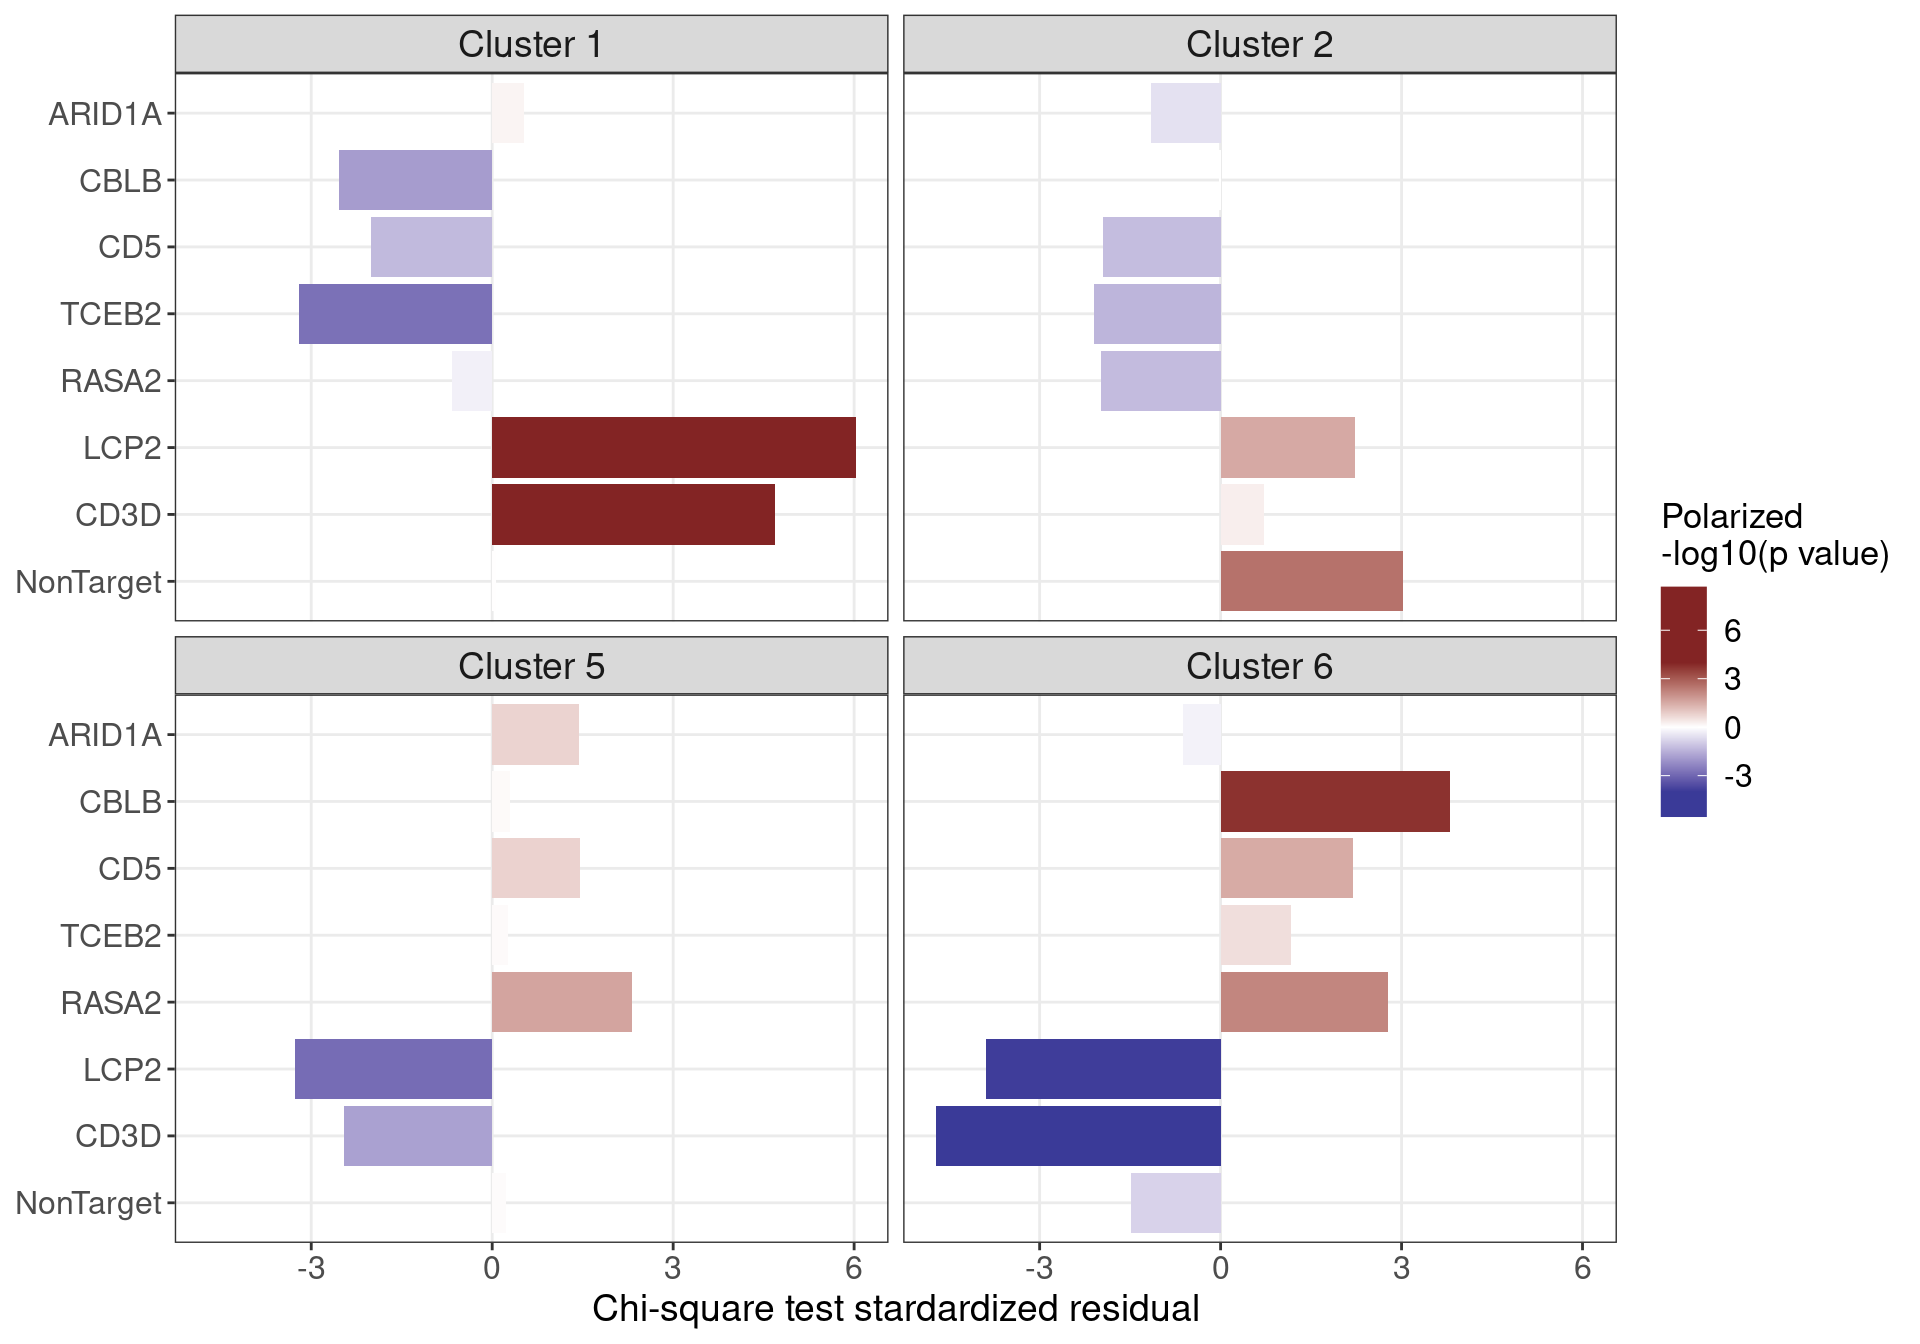 Cluster 1
Cluster 2
ARID1A
CBLB
CD5
TCEB2
RASA2
LCP2
CD3D
NonTarget
Cluster 5
Cluster 6
ARID1A
CBLB
CD5
TCEB2
RASA2
LCP2
CD3D
NonTarget
-3 0 3 6
-3 0 3 6
Chi-square test stardardized residual
Polarized
-log10(p value)
6
3
0
-3